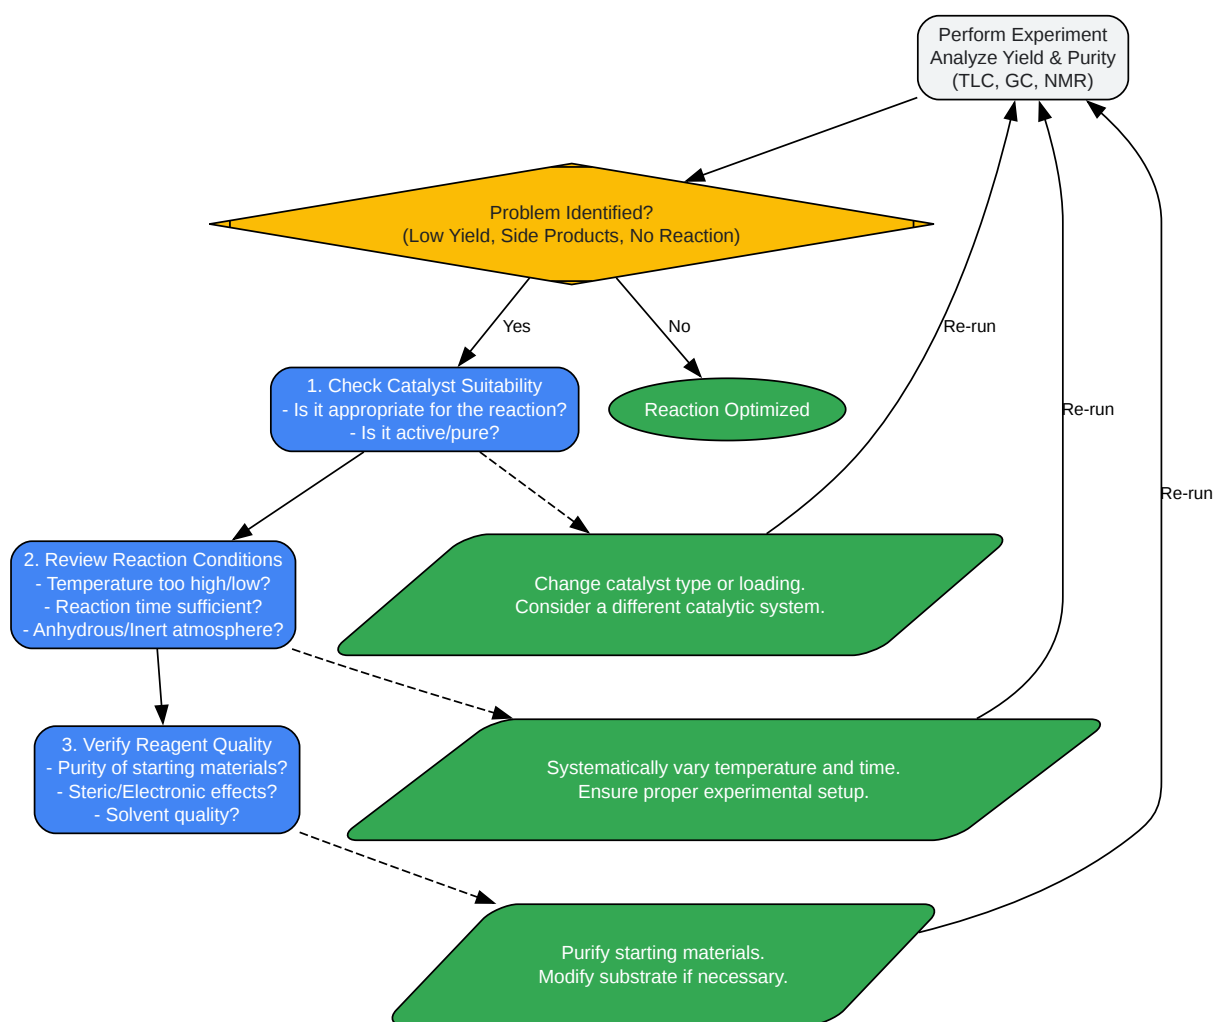 Perform Experiment
Analyze Yield & Purity
(TLC, GC, NMR)
Problem Identified?
(Low Yield, Side Products, No Reaction)
Yes
No
Re-run
1. Check Catalyst Suitability
- Is it appropriate for the reaction?
- Is it active/pure?
Reaction Optimized
Re-run
Re-run
2. Review Reaction Conditions
- Temperature too high/low?
- Reaction time sufficient?
- Anhydrous/Inert atmosphere?
Change catalyst type or loading.
Consider a different catalytic system.
3. Verify Reagent Quality
- Purity of starting materials?
- Steric/Electronic effects?
- Solvent quality?
Systematically vary temperature and time.
Ensure proper experimental setup.
Purify starting materials.
Modify substrate if necessary.